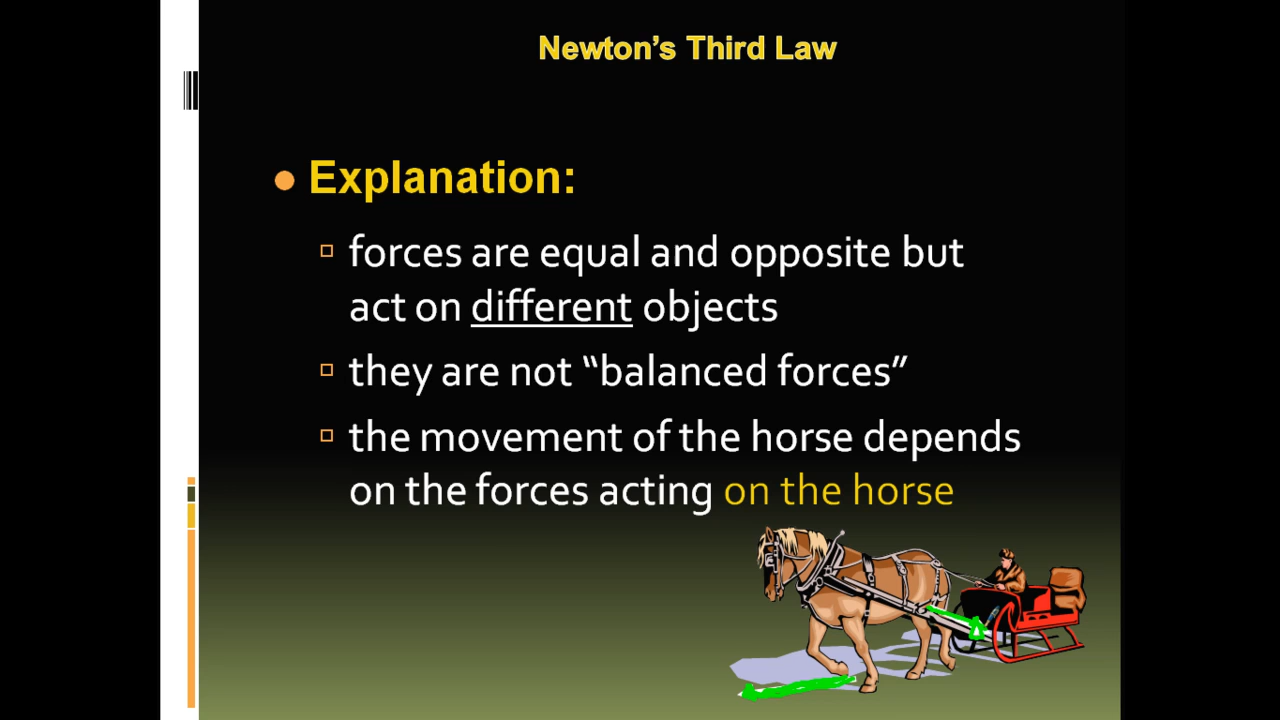 Newton's Third Law
Explanation:
forces are equal and opposite but
act on different objects
they are not “balanced forces”
the movement of the horse depends
on the forces acting on the horse